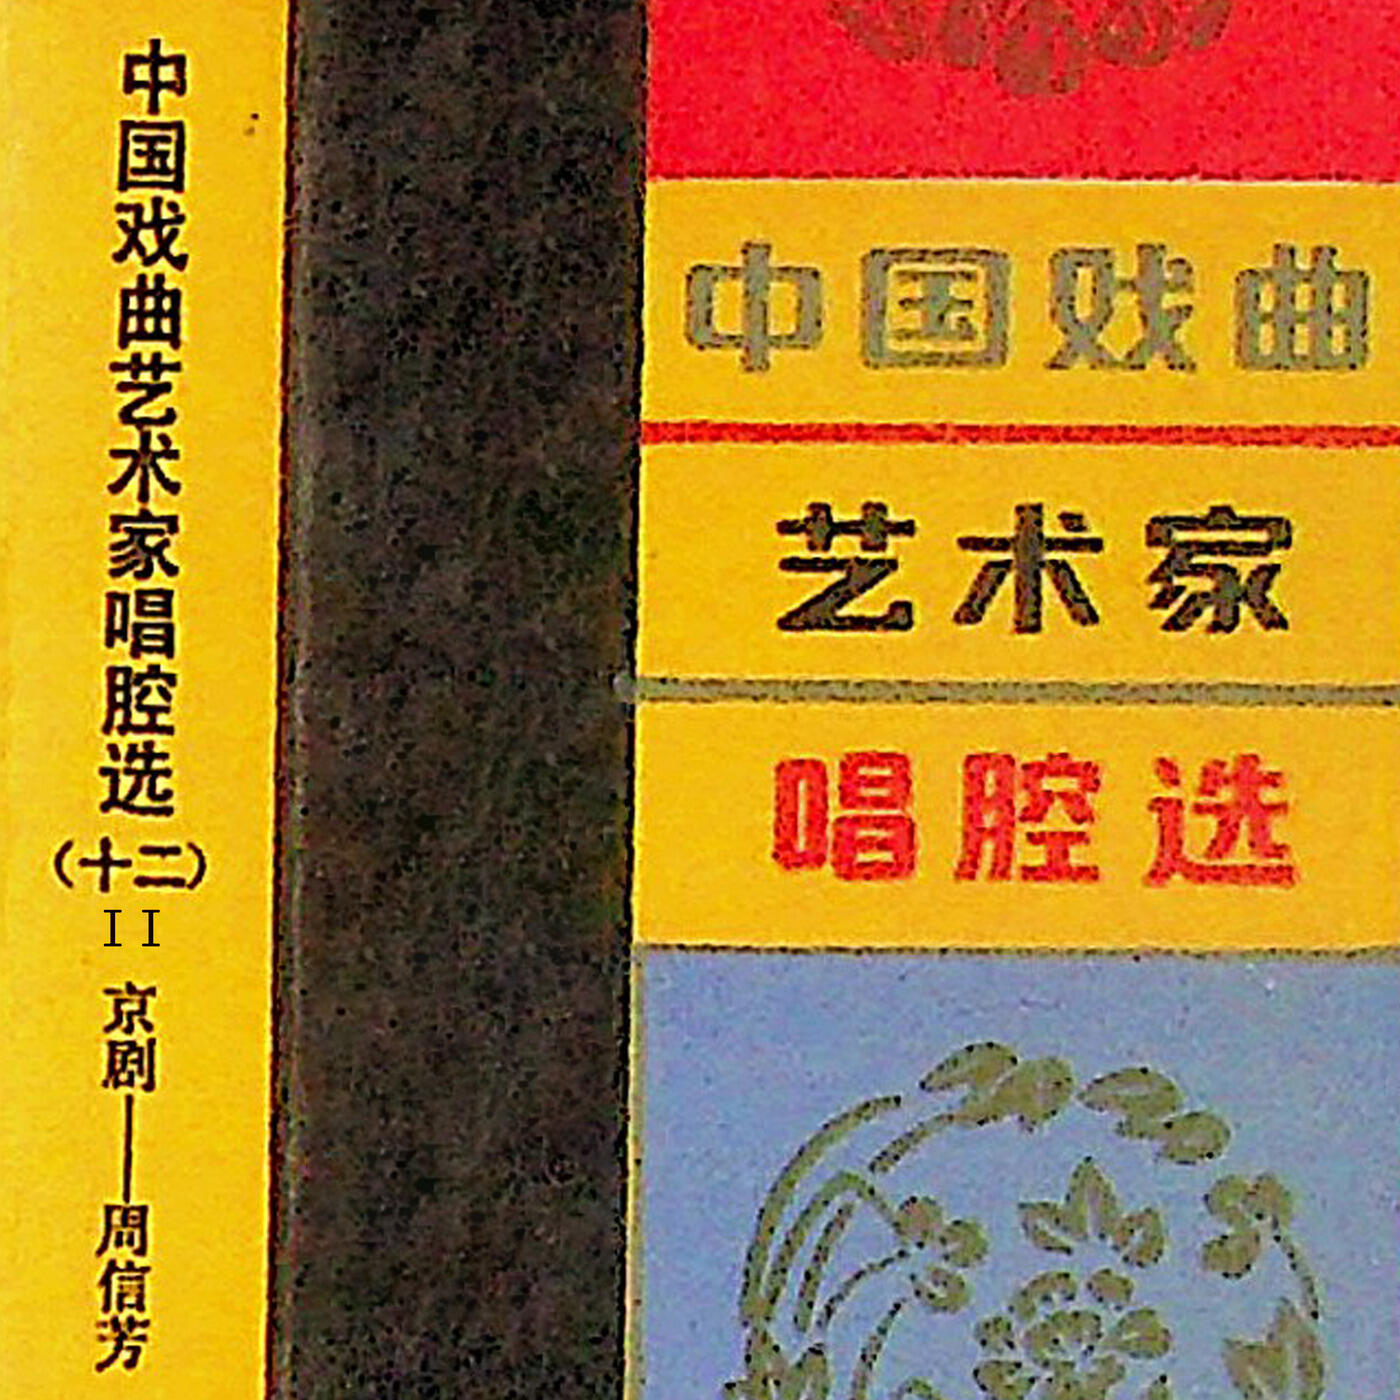 中国戏曲艺术家唱腔选
（十二）
II
京剧——周信芳
中国戏曲
艺术家
唱腔选